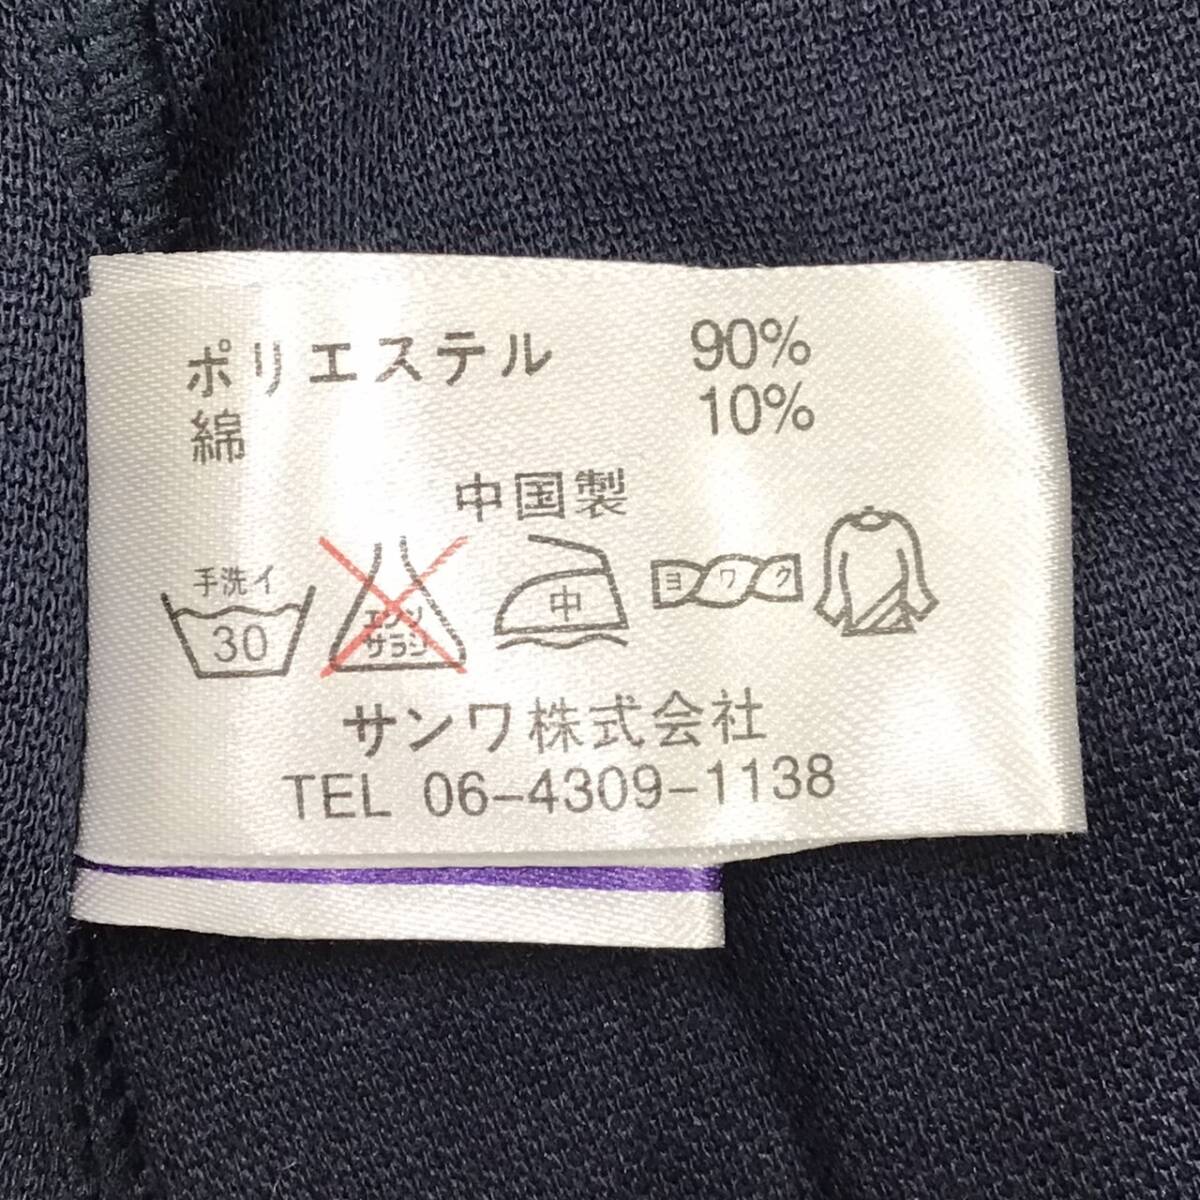 ポリエステル 90%
綿 10%
中国製
手洗イ
30
エンソ
サラシ
中
ヨワク
サンワ株式会社
TEL 06-4309-1138